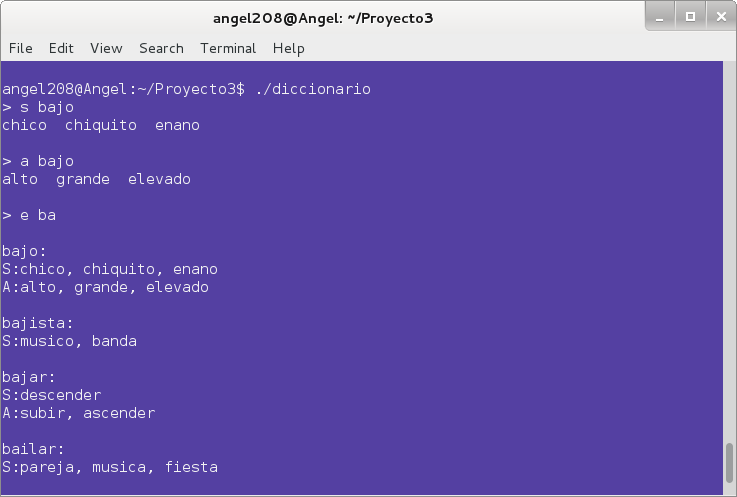 angel208@Angel: ~/Proyecto3
File Edit View Search Terminal Help
angel208@Angel:~/Proyecto3$ ./diccionario
> s bajo
chico  chiquito  enano
> a bajo
alto  grande  elevado
> e ba
bajo:
S:chico, chiquito, enano
A:alto, grande, elevado
bajista:
S:musico, banda
bajar:
S:descender
A:subir, ascender
bailar:
S:pareja, musica, fiesta